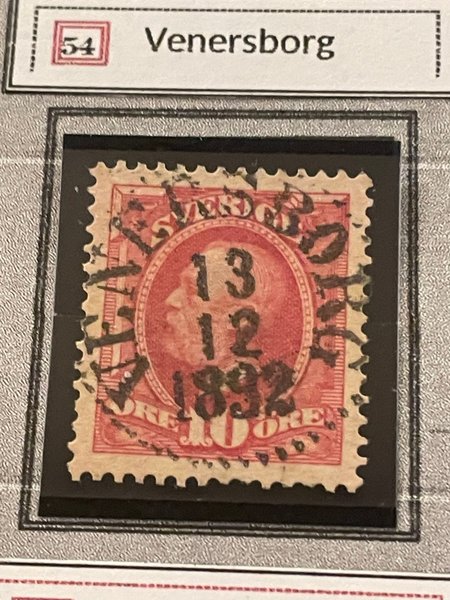 54 Venersborg
VENERSBORG
SVERIGE
13
12
1892
ÖRE 10 ÖRE